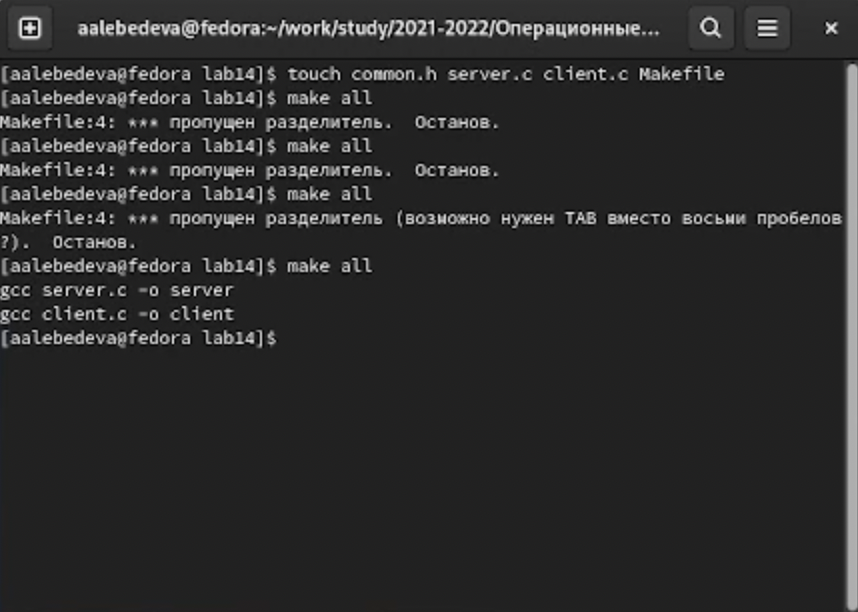 aalebedeva@fedora:~/work/study/2021-2022/Операционные...
[aalebedeva@fedora lab14]$ touch common.h server.c client.c Makefile
[aalebedeva@fedora lab14]$ make all
Makefile:4: *** пропущен разделитель.  Останов.
[aalebedeva@fedora lab14]$ make all
Makefile:4: *** пропущен разделитель.  Останов.
[aalebedeva@fedora lab14]$ make all
Makefile:4: *** пропущен разделитель (возможно нужен TAB вместо восьми пробелов
?).  Останов.
[aalebedeva@fedora lab14]$ make all
gcc server.c -o server
gcc client.c -o client
[aalebedeva@fedora lab14]$